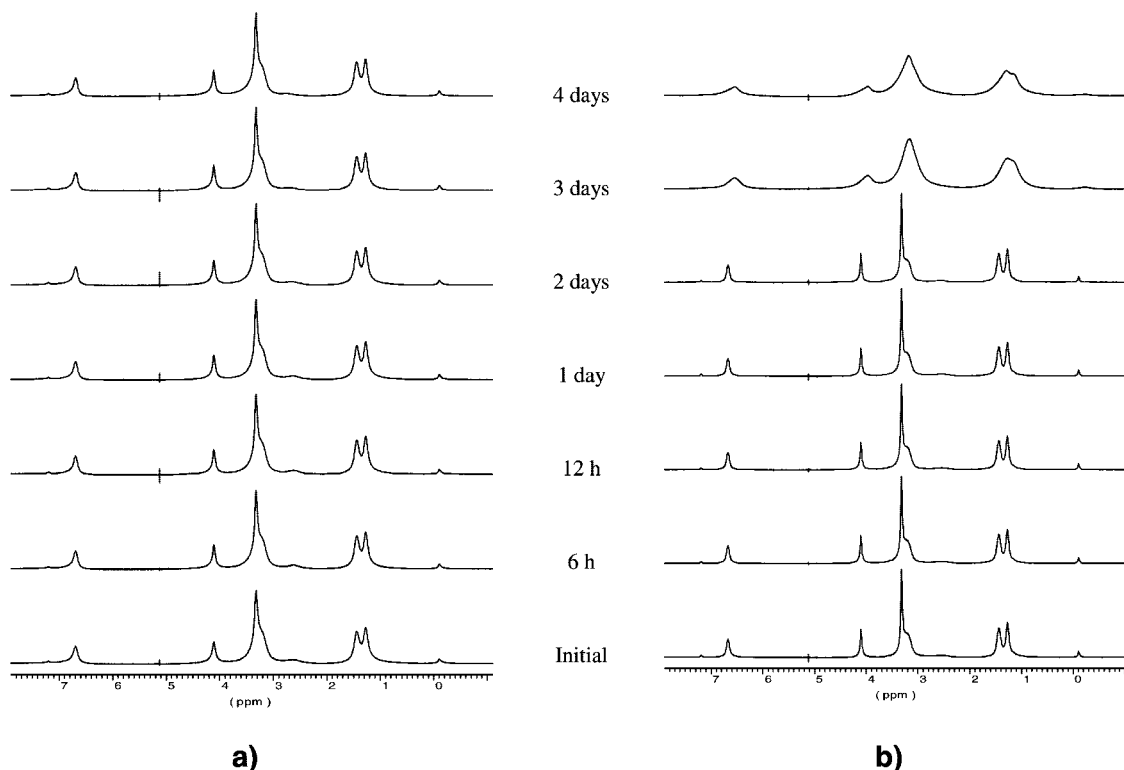 4 days
3 days
2 days
1 day
12 h
6 h
Initial
7 6 5 4 3 2 1 0
(ppm)
7 6 5 4 3 2 1 0
(ppm)
a)
b)